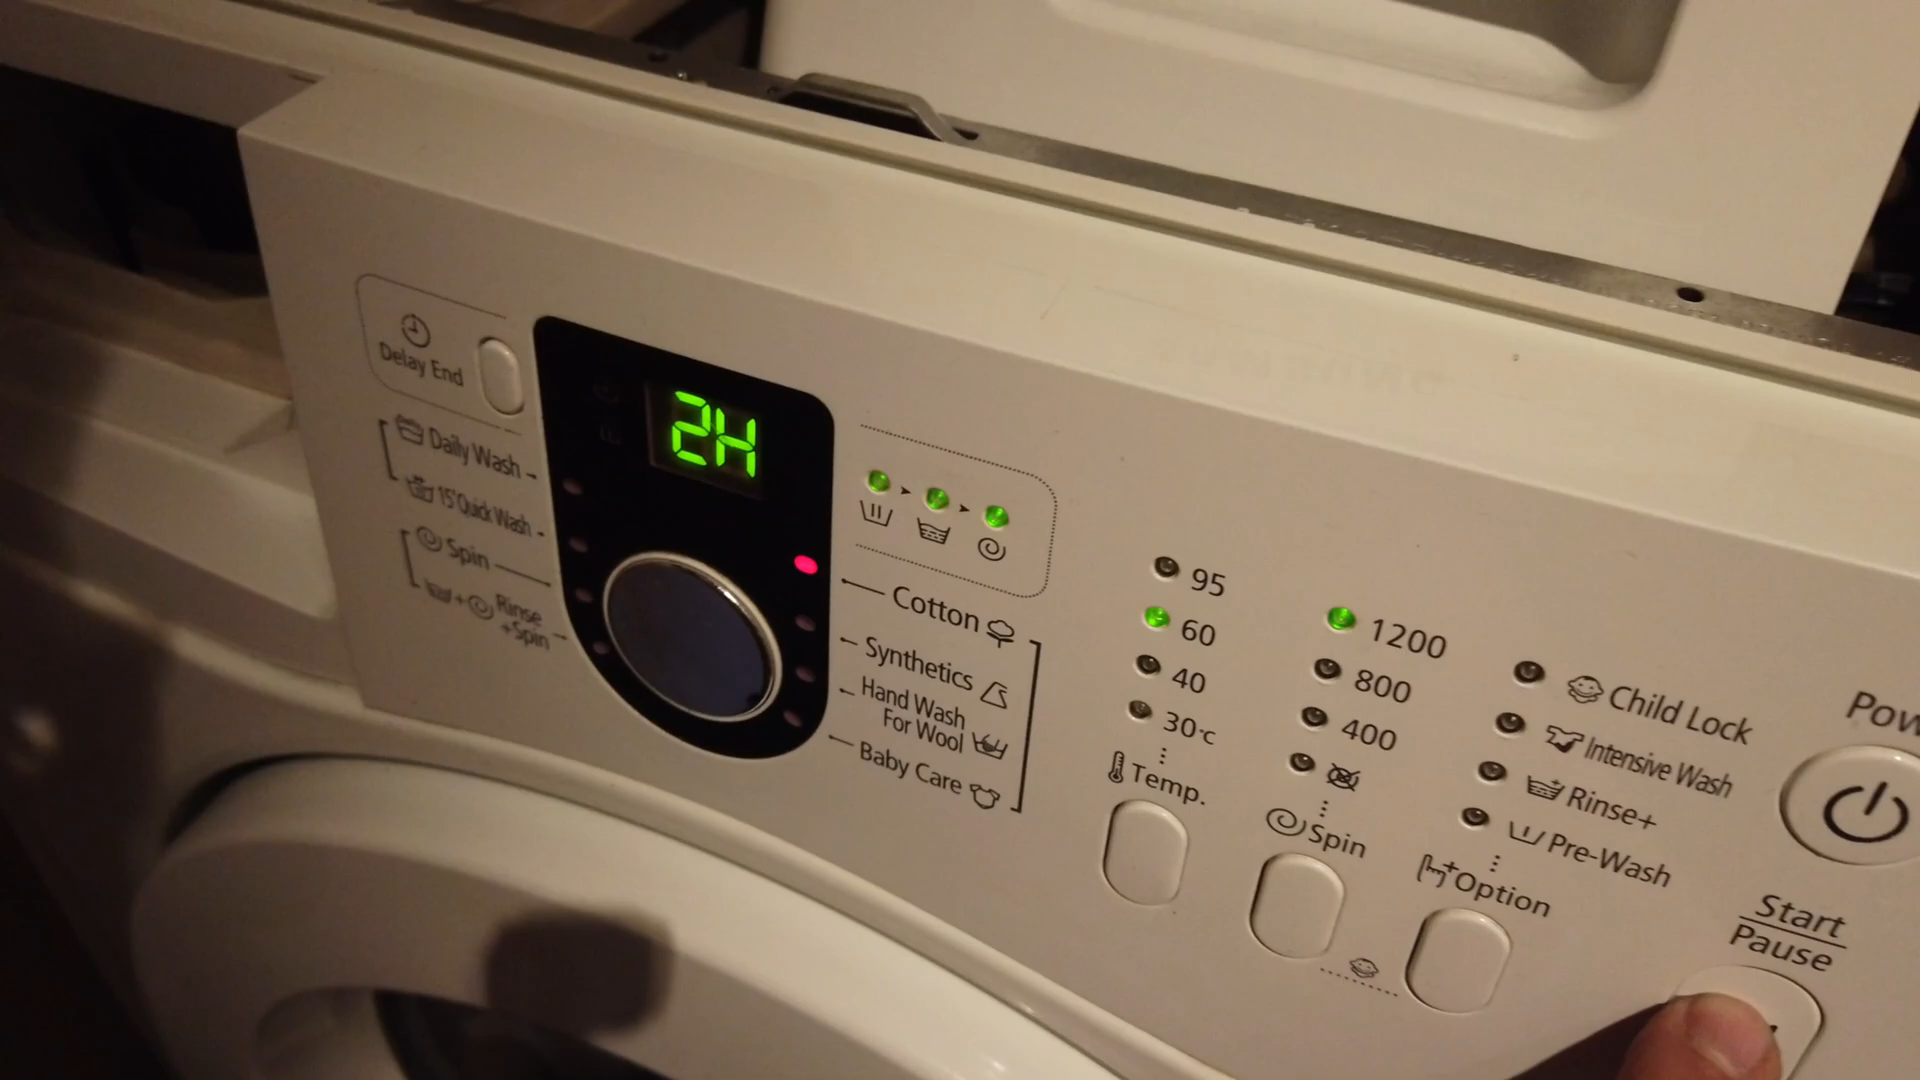 Delay End
2H
Daily Wash
15'Quick Wash
Spin
Rinse
+Spin
Cotton
Synthetics
Hand Wash
For Wool
Baby Care
95
60
40
30°C
Temp.
1200
800
400
Spin
Child Lock
Intensive Wash
Rinse+
Pre-Wash
Option
Start
Pause